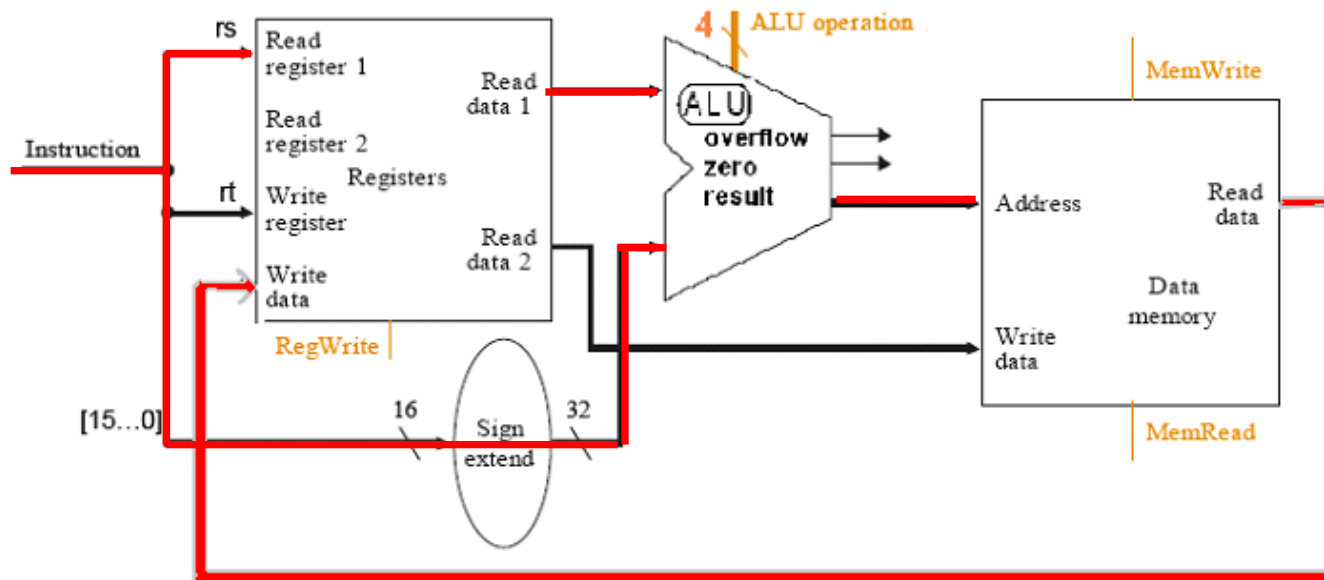 rs
4
ALU operation
Read
register 1
Read
data 1
ALU
MemWrite
Read
register 2
overflow
zero
result
Instruction
Registers
rt
Write
register
Address
Read
data
Read
data 2
Write
data
Data
memory
RegWrite
Write
data
[15...0]
16
Sign
extend
32
MemRead